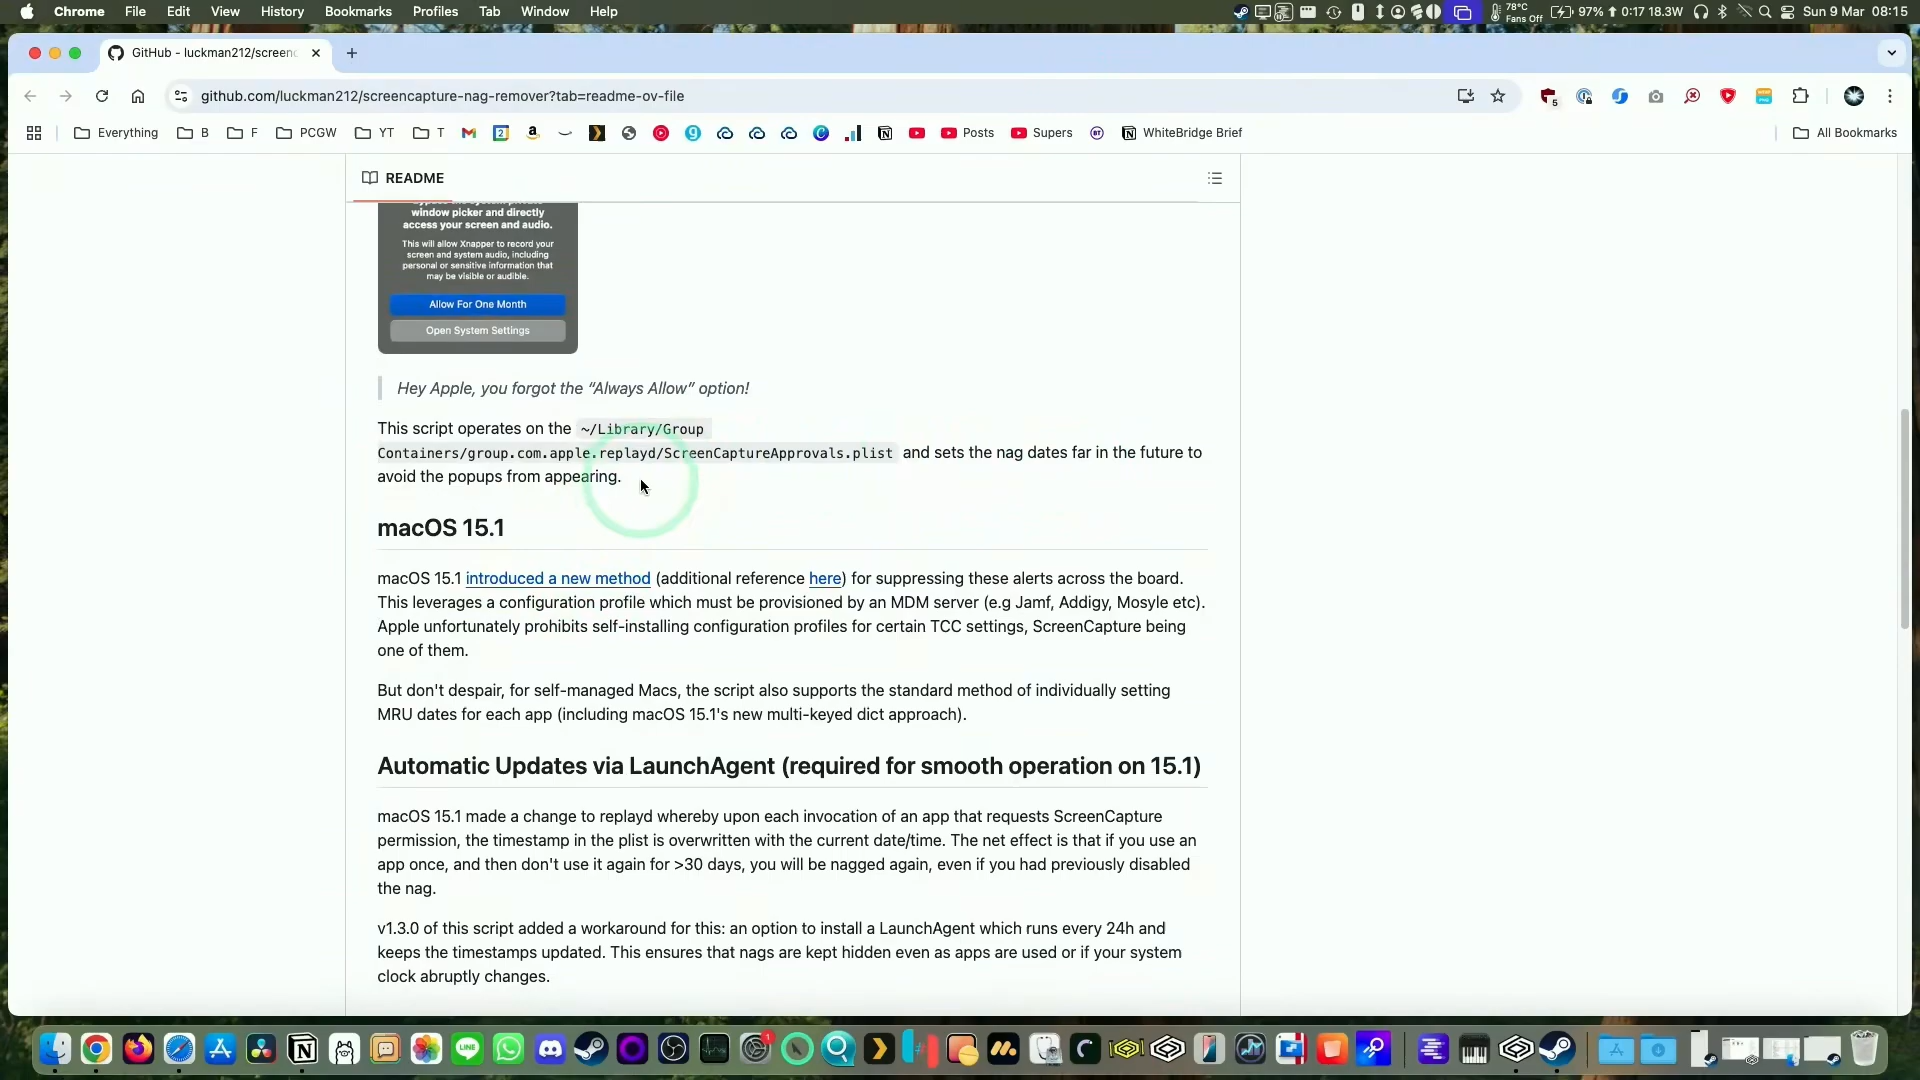 Chrome File Edit View History Bookmarks Profiles Tab Window Help
78°C
Fans Off
97% 0:17 18.3W
Sun 9 Mar 08:15
GitHub - luckman212/screenc
github.com/luckman212/screencapture-nag-remover?tab=readme-ov-file
5
Everything B F PCGW YT T Posts Supers WhiteBridge Brief All Bookmarks
README
window picker and directly
access your screen and audio.
This will allow Xnapper to record your
screen and system audio, including
personal or sensitive information that
may be visible or audible.
Allow For One Month
Open System Settings
Hey Apple, you forgot the “Always Allow” option!
This script operates on the ~/Library/Group
Containers/group.com.apple.replayd/ScreenCaptureApprovals.plist and sets the nag dates far in the future to
avoid the popups from appearing.
macOS 15.1
macOS 15.1 introduced a new method (additional reference here) for suppressing these alerts across the board.
This leverages a configuration profile which must be provisioned by an MDM server (e.g Jamf, Addigy, Mosyle etc).
Apple unfortunately prohibits self-installing configuration profiles for certain TCC settings, ScreenCapture being
one of them.
But don't despair, for self-managed Macs, the script also supports the standard method of individually setting
MRU dates for each app (including macOS 15.1's new multi-keyed dict approach).
Automatic Updates via LaunchAgent (required for smooth operation on 15.1)
macOS 15.1 made a change to replayd whereby upon each invocation of an app that requests ScreenCapture
permission, the timestamp in the plist is overwritten with the current date/time. The net effect is that if you use an
app once, and then don't use it again for >30 days, you will be nagged again, even if you had previously disabled
the nag.
v1.3.0 of this script added a workaround for this: an option to install a LaunchAgent which runs every 24h and
keeps the timestamps updated. This ensures that nags are kept hidden even as apps are used or if your system
clock abruptly changes.